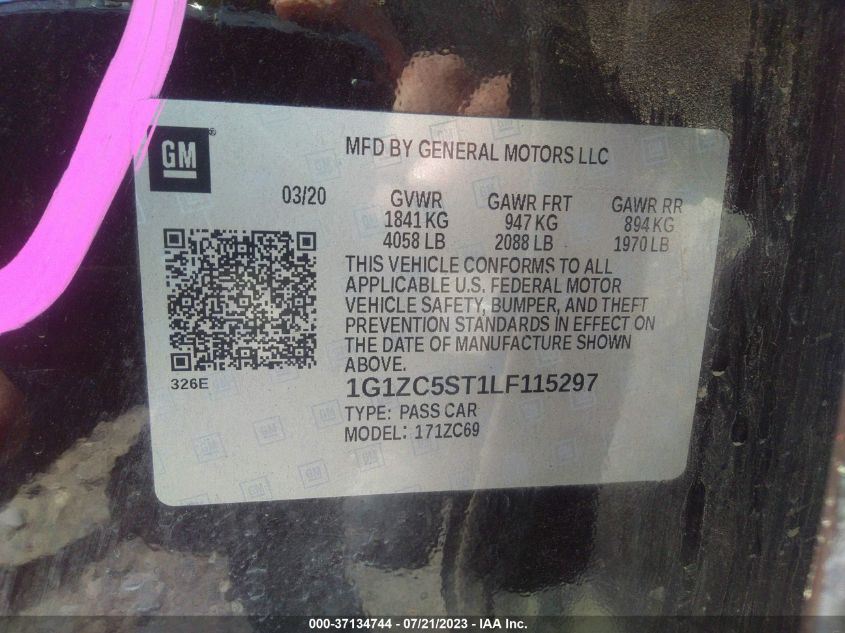 GM
MFD BY GENERAL MOTORS LLC
03/20
GVWR GAWR FRT GAWR RR
1841 KG 947 KG 894 KG
4058 LB 2088 LB 1970 LB
THIS VEHICLE CONFORMS TO ALL
APPLICABLE U.S. FEDERAL MOTOR
VEHICLE SAFETY, BUMPER, AND THEFT
PREVENTION STANDARDS IN EFFECT ON
THE DATE OF MANUFACTURE SHOWN
ABOVE.
326E
1G1ZC5ST1LF115297
TYPE: PASS CAR
MODEL: 171ZC69
000-37134744 / 07/21/2023 - IAA Inc.